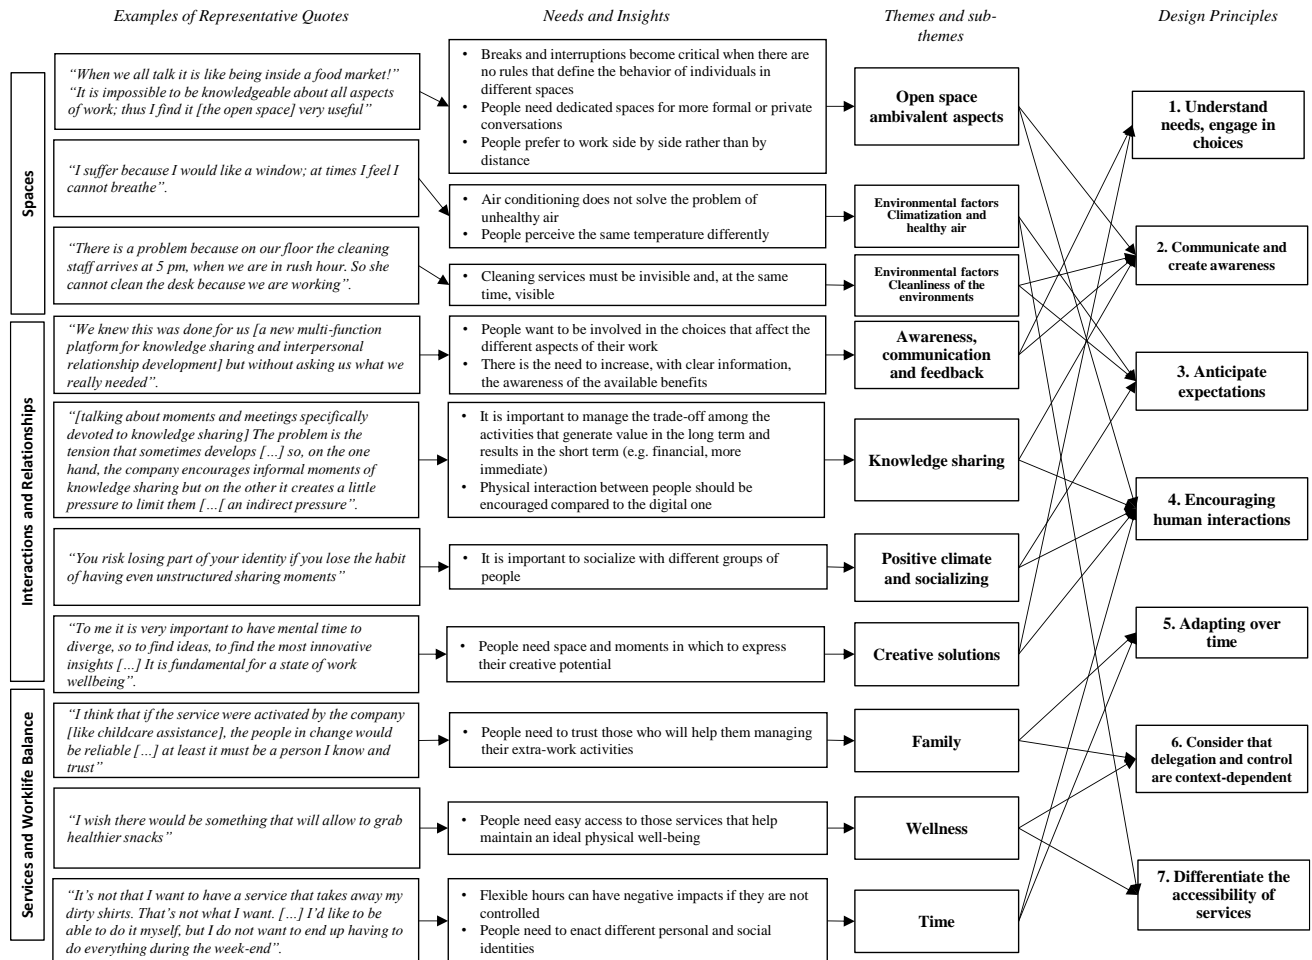 Examples of Representative Quotes
Needs and Insights
Themes and sub-
themes
Design Principles
Spaces
“When we all talk it is like being inside a food market!”
“It is impossible to be knowledgeable about all aspects
of work; thus I find it [the open space] very useful”
“I suffer because I would like a window; at times I feel I
cannot breathe”.
“There is a problem because on our floor the cleaning
staff arrives at 5 pm, when we are in rush hour. So she
cannot clean the desk because we are working”.
• Breaks and interruptions become critical when there are
no rules that define the behavior of individuals in
different spaces
• People need dedicated spaces for more formal or private
conversations
• People prefer to work side by side rather than by
distance
• Air conditioning does not solve the problem of
unhealthy air
• People perceive the same temperature differently
• Cleaning services must be invisible and, at the same
time, visible
Open space
ambivalent aspects
Environmental factors
Climatization and
healthy air
Environmental factors
Cleanliness of the
environments
Interactions and Relationships
“We knew this was done for us [a new multi-function
platform for knowledge sharing and interpersonal
relationship development] but without asking us what we
really needed”.
“[talking about moments and meetings specifically
devoted to knowledge sharing] The problem is the
tension that sometimes develops […] so, on the one
hand, the company encourages informal moments of
knowledge sharing but on the other it creates a little
pressure to limit them […[ an indirect pressure”.
“You risk losing part of your identity if you lose the habit
of having even unstructured sharing moments”
“To me it is very important to have mental time to
diverge, so to find ideas, to find the most innovative
insights […] It is fundamental for a state of work
wellbeing”.
• People want to be involved in the choices that affect the
different aspects of their work
• There is the need to increase, with clear information,
the awareness of the available benefits
• It is important to manage the trade-off among the
activities that generate value in the long term and
results in the short term (e.g. financial, more
immediate)
• Physical interaction between people should be
encouraged compared to the digital one
• It is important to socialize with different groups of
people
• People need space and moments in which to express
their creative potential
Awareness,
communication
and feedback
Knowledge sharing
Positive climate
and socializing
Creative solutions
Services and Worklife Balance
“I think that if the service were activated by the company
[like childcare assistance], the people in change would
be reliable […] at least it must be a person I know and
trust”
“I wish there would be something that will allow to grab
healthier snacks”
“It’s not that I want to have a service that takes away my
dirty shirts. That’s not what I want. […] I’d like to be
able to do it myself, but I do not want to end up having to
do everything during the week-end”.
• People need to trust those who will help them managing
their extra-work activities
• People need easy access to those services that help
maintain an ideal physical well-being
• Flexible hours can have negative impacts if they are not
controlled
• People need to enact different personal and social
identities
Family
Wellness
Time
1. Understand
needs, engage in
choices
2. Communicate and
create awareness
3. Anticipate
expectations
4. Encouraging
human interactions
5. Adapting over
time
6. Consider that
delegation and control
are context-dependent
7. Differentiate the
accessibility of
services